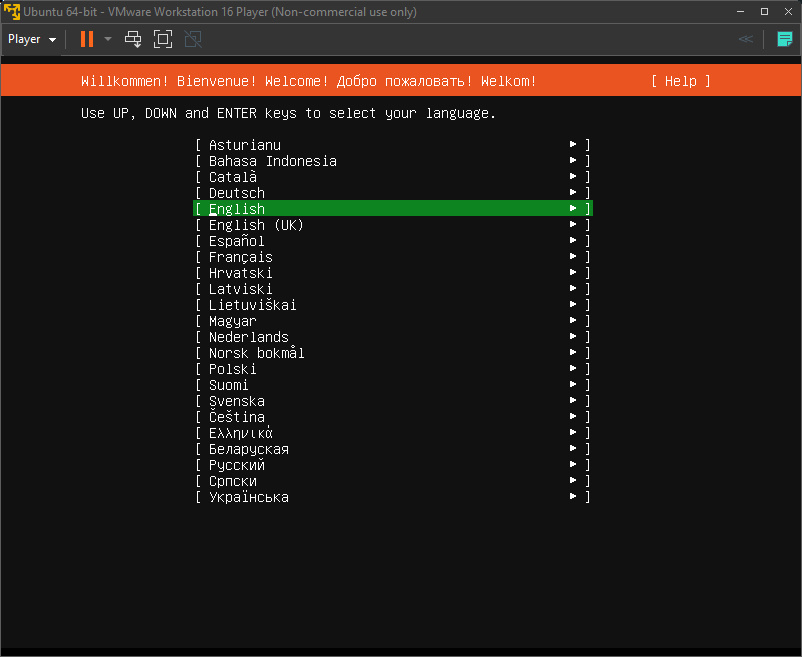 Ubuntu 64-bit - VMware Workstation 16 Player (Non-commercial use only)
Player
Willkommen! Bienvenue! Welcome! Добро пожаловать! Welkom! [ Help ]
Use UP, DOWN and ENTER keys to select your language.
[ Asturianu ► ]
[ Bahasa Indonesia ► ]
[ Català ► ]
[ Deutsch ► ]
[ English ► ]
[ English (UK) ► ]
[ Español ► ]
[ Français ► ]
[ Hrvatski ► ]
[ Latviski ► ]
[ Lietuviškai ► ]
[ Magyar ► ]
[ Nederlands ► ]
[ Norsk bokmål ► ]
[ Polski ► ]
[ Suomi ► ]
[ Svenska ► ]
[ Čeština ► ]
[ Ελληνικά ► ]
[ Беларуская ► ]
[ Русский ► ]
[ Српски ► ]
[ Українська ► ]